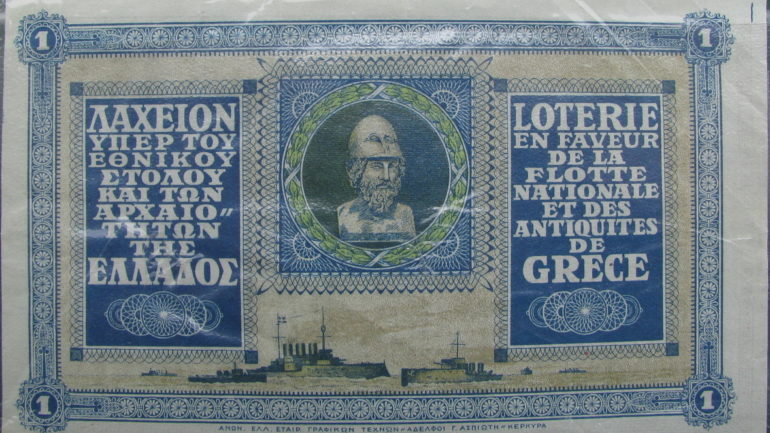 1
1
ΛΑΧΕΙΟΝ
ΥΠΕΡ ΤΟΥ
ΕΘΝΙΚΟΥ
ΣΤΟΛΟΥ
ΚΑΙ ΤΩΝ
ΑΡΧΑΙΟ〃
ΤΗΤΩΝ
ΤΗΣ
ΕΛΛΑΔΟΣ
LOTERIE
EN FAVEUR
DE LA
FLOTTE
NATIONALE
ET DES
ANTIQUITES
DE
GRECE
1
1
ΑΝΩΝ. ΕΛΛ. ΕΤΑΙΡ. ΓΡΑΦΙΚΩΝ ΤΕΧΝΩΝ - ΑΔΕΛΦΟΙ Γ. ΑΣΠΙΩΤΗ - ΚΕΡΚΥΡΑ